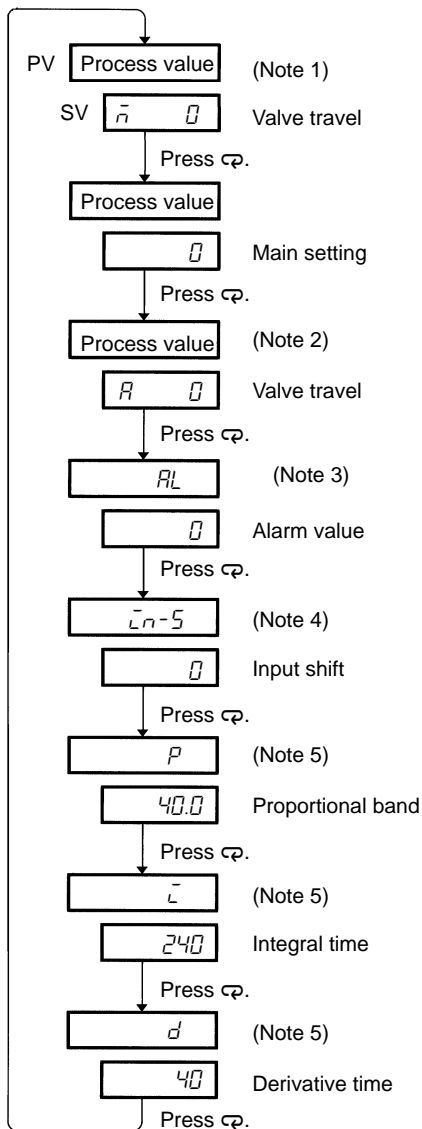 PV Process value (Note 1)
SV n̄ 0 Valve travel
Press ⮔.
Process value
0 Main setting
Press ⮔.
Process value (Note 2)
A 0 Valve travel
Press ⮔.
AL (Note 3)
0 Alarm value
Press ⮔.
in-S (Note 4)
0 Input shift
Press ⮔.
P (Note 5)
40.0 Proportional band
Press ⮔.
i (Note 5)
240 Integral time
Press ⮔.
d (Note 5)
40 Derivative time
Press ⮔.